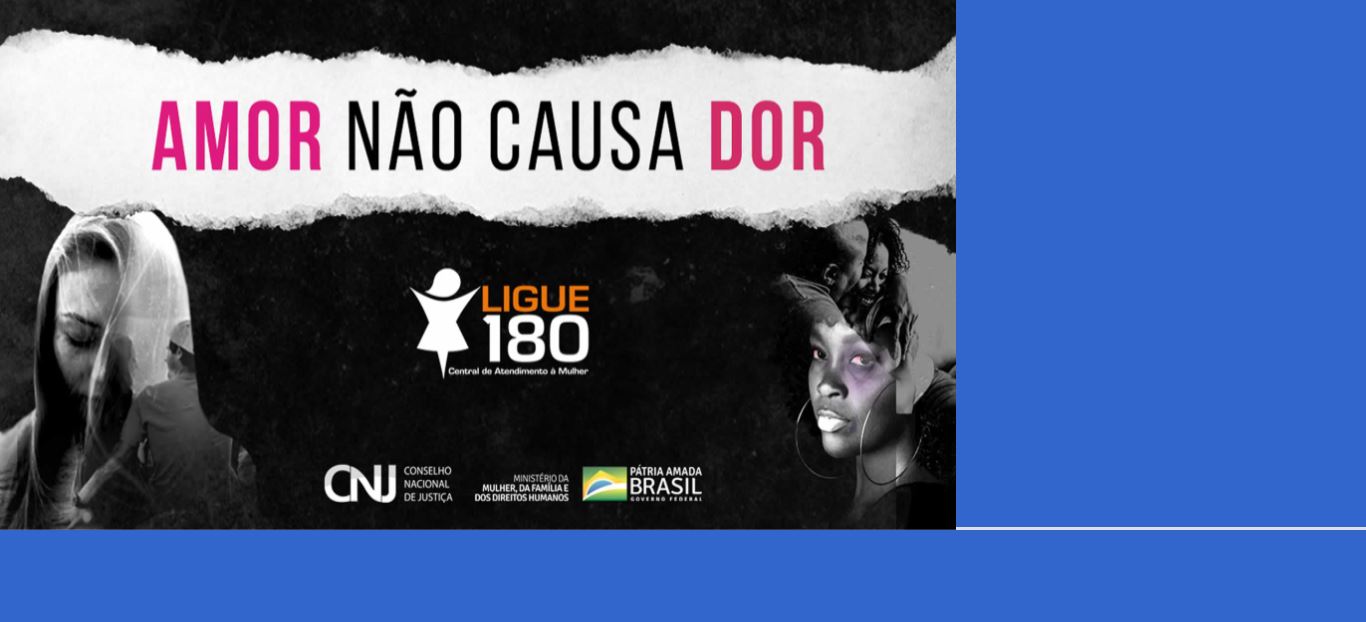 AMOR NÃO CAUSA DOR
LIGUE
180
Central de Atendimento à Mulher
CNJ
CONSELHO
NACIONAL
DE JUSTIÇA
MINISTÉRIO DA
MULHER, DA FAMÍLIA E
DOS DIREITOS HUMANOS
PÁTRIA AMADA
BRASIL
GOVERNO FEDERAL